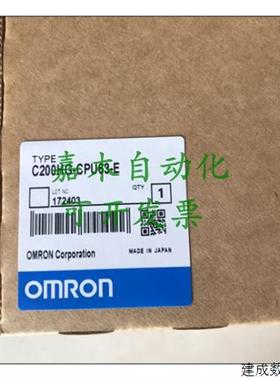 TYPE
C200HG-CPU63-E
嘉木自动化
LOT NO
172403
QTY
1
可开发票
OMRON Corporation
MADE IN JAPAN
OMRON
建成数